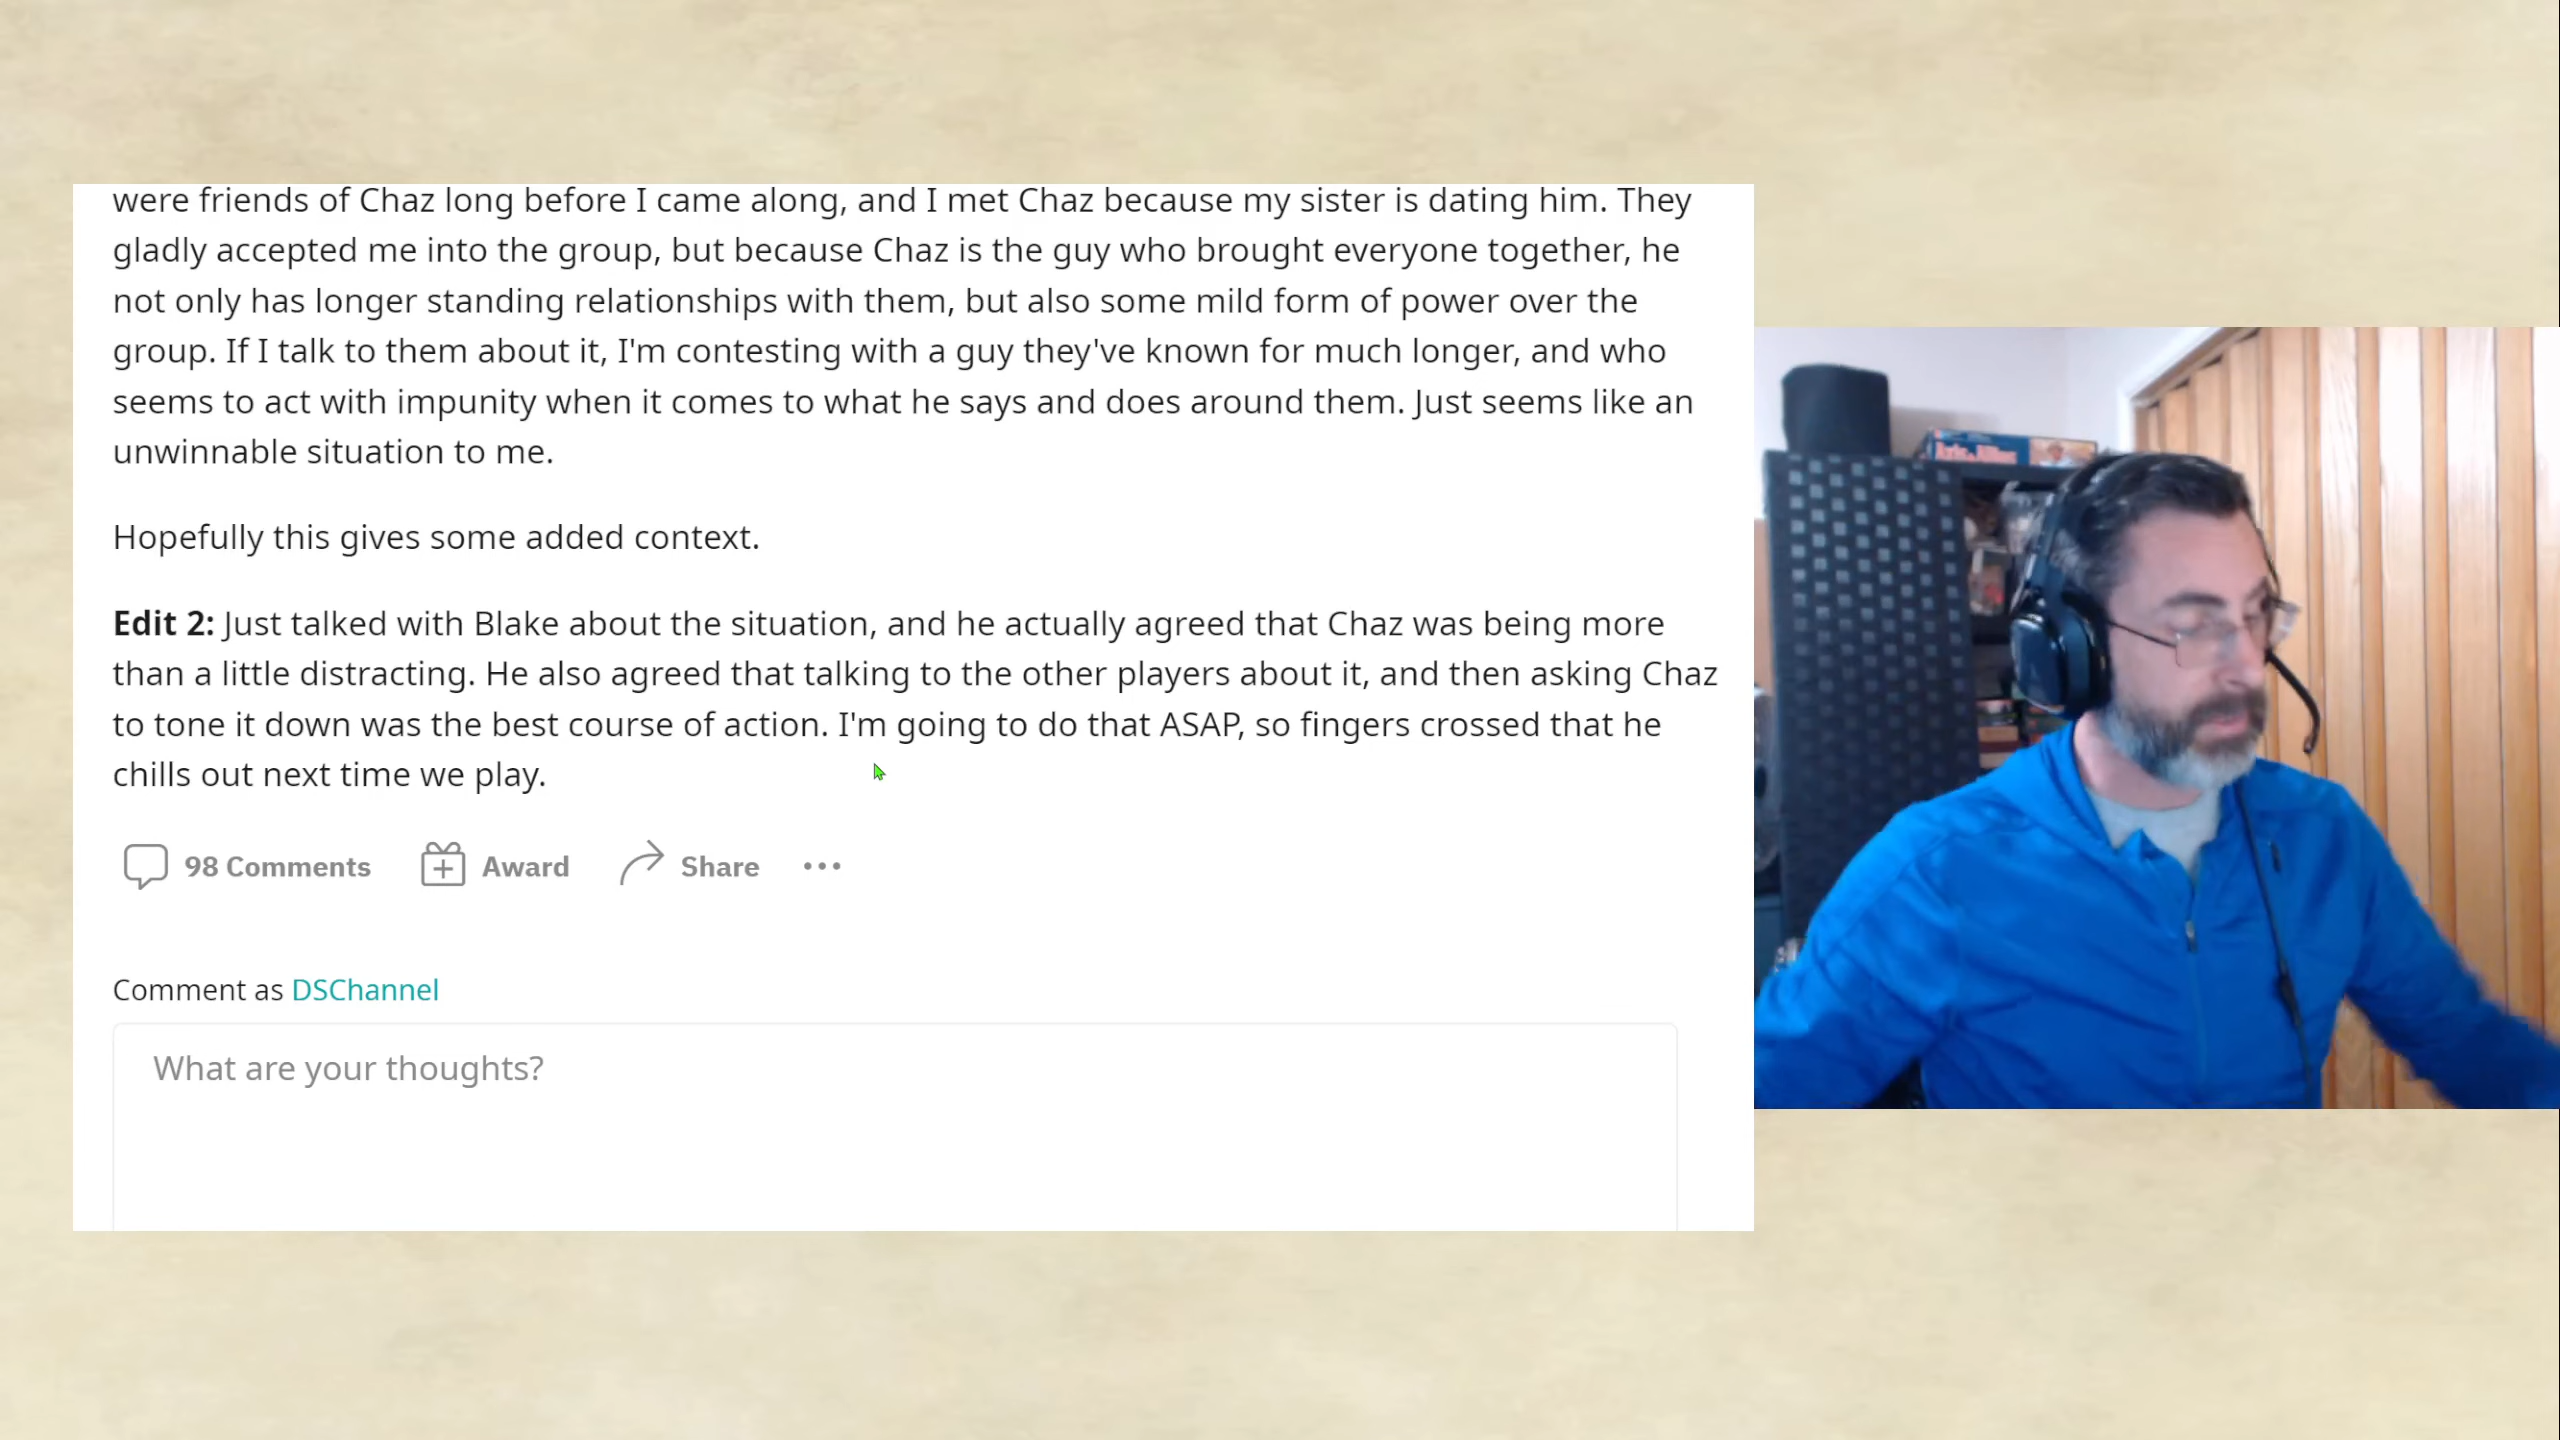 were friends of Chaz long before I came along, and I met Chaz because my sister is dating him. They
gladly accepted me into the group, but because Chaz is the guy who brought everyone together, he
not only has longer standing relationships with them, but also some mild form of power over the
group. If I talk to them about it, I'm contesting with a guy they've known for much longer, and who
seems to act with impunity when it comes to what he says and does around them. Just seems like an
unwinnable situation to me.
Hopefully this gives some added context.
Edit 2: Just talked with Blake about the situation, and he actually agreed that Chaz was being more
than a little distracting. He also agreed that talking to the other players about it, and then asking Chaz
to tone it down was the best course of action. I'm going to do that ASAP, so fingers crossed that he
chills out next time we play.
98 Comments Award Share
Comment as DSChannel
What are your thoughts?